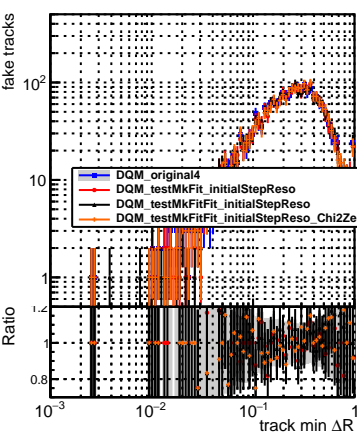 fake tracks
10²
10
1
DQM_original4
DQM_testMkFit_initialStepReso
DQM_testMkFitFit_initialStepReso
DQM_testMkFitFit_initialStepReso_Chi2Ze
Ratio
1.2
1
0.8
10⁻³ 10⁻² 10⁻¹ 1
track min ΔR